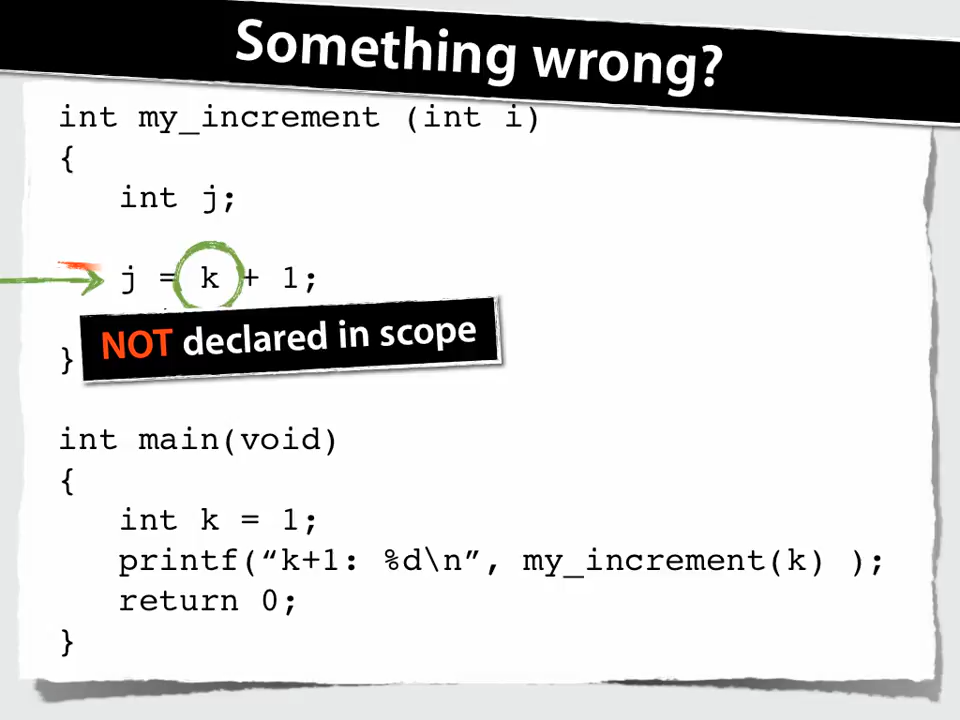 Something wrong?
int my_increment (int i)
{
int j;
j = k + 1;
NOT declared in scope
}
int main(void)
{
int k = 1;
printf(“k+1: %d\n”, my_increment(k) );
return 0;
}